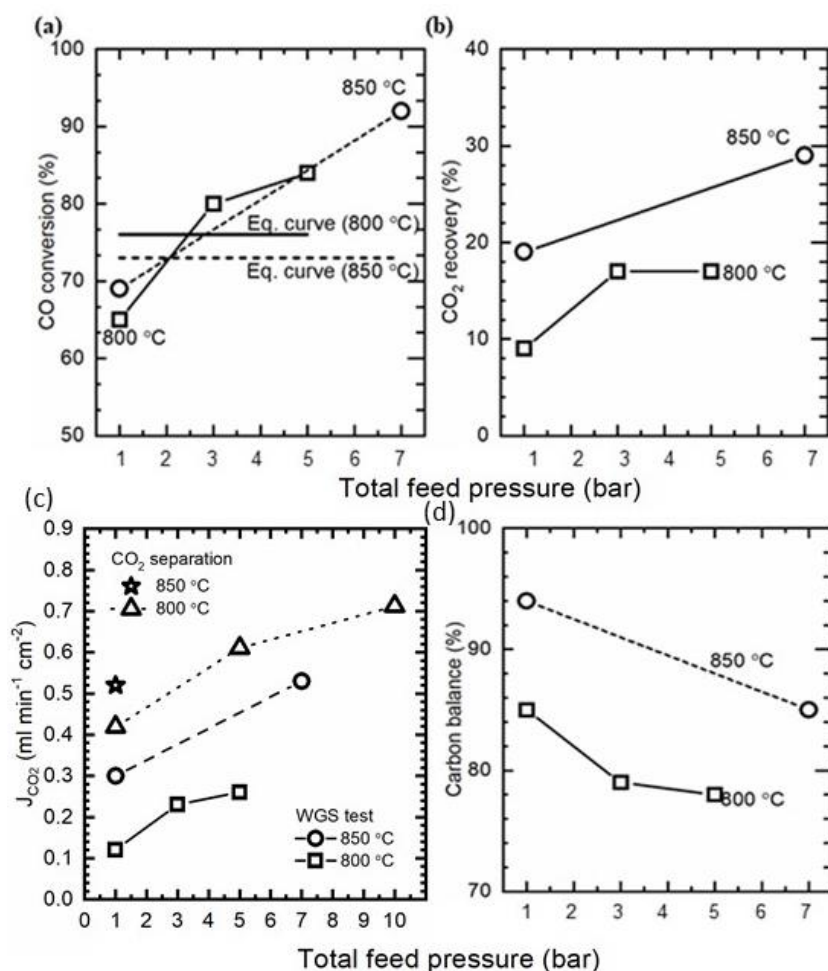 (a)
100
90
80
70
60
50
CO conversion (%)
850 °C
Eq. curve (800 °C)
Eq. curve (850 °C)
800 °C
1 2 3 4 5 6 7
(b)
40
30
20
10
0
CO₂ recovery (%)
850 °C
800 °C
1 2 3 4 5 6 7
Total feed pressure (bar)
(c)
0.9
0.8
0.7
0.6
0.5
0.4
0.3
0.2
0.1
0.0
J_CO₂ (ml min⁻¹ cm⁻²)
CO₂ separation
850 °C
800 °C
WGS test
850 °C
800 °C
0 1 2 3 4 5 6 7 8 9 10
(d)
100
90
80
70
Carbon balance (%)
850 °C
800 °C
1 2 3 4 5 6 7
Total feed pressure (bar)